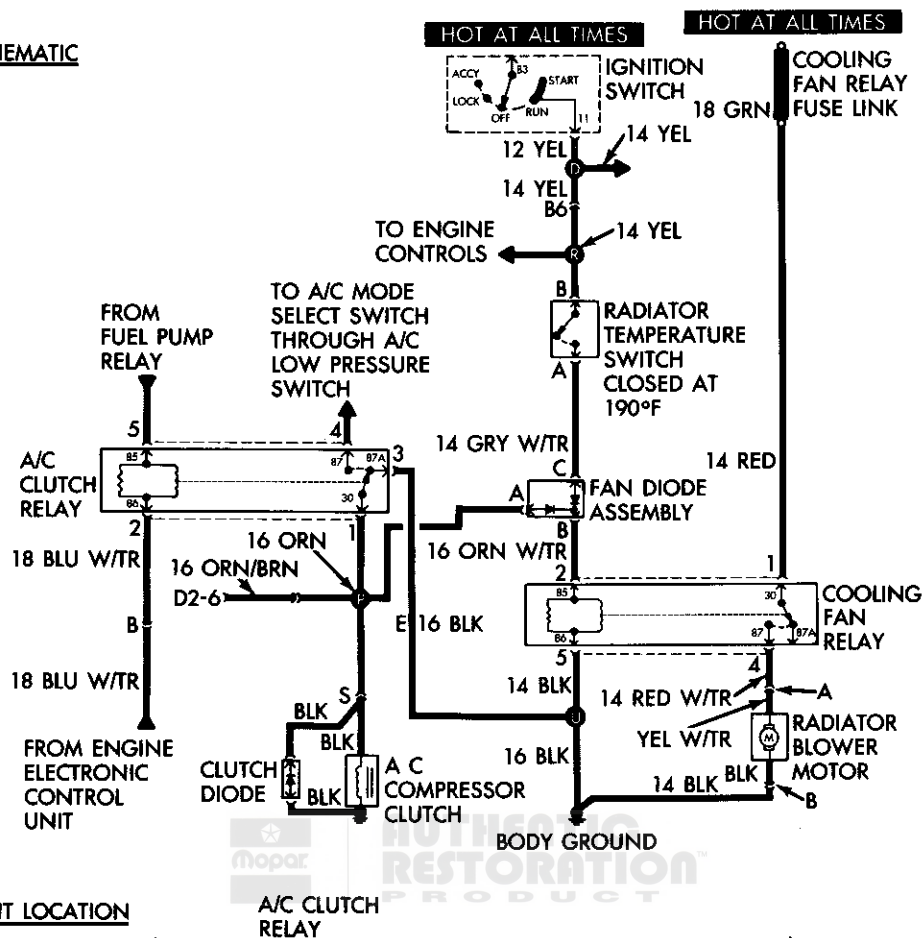 HEMATIC
HOT AT ALL TIMES
HOT AT ALL TIMES
ACCY
LOCK
OFF
B3
RUN
START
11
IGNITION
SWITCH
COOLING
FAN RELAY
FUSE LINK
18 GRN
12 YEL
14 YEL
D
14 YEL
B6
TO ENGINE
CONTROLS
14 YEL
R
B
RADIATOR
TEMPERATURE
SWITCH
CLOSED AT
190°F
A
FROM
FUEL PUMP
RELAY
TO A/C MODE
SELECT SWITCH
THROUGH A/C
LOW PRESSURE
SWITCH
5
4
3
A/C
CLUTCH
RELAY
85
86
87
87A
30
2
1
14 GRY W/TR
C
A
FAN DIODE
ASSEMBLY
B
14 RED
16 ORN W/TR
18 BLU W/TR
16 ORN
16 ORN/BRN
D2-6
E 16 BLK
B
18 BLU W/TR
2
1
85
86
30
87
87A
COOLING
FAN
RELAY
5
4
14 BLK
14 RED W/TR
A
YEL W/TR
U
16 BLK
M
RADIATOR
BLOWER
MOTOR
BLK
14 BLK
B
BODY GROUND
S
BLK
BLK
CLUTCH
DIODE
BLK
A C
COMPRESSOR
CLUTCH
FROM ENGINE
ELECTRONIC
CONTROL
UNIT
Mopar
AUTHENTIC
RESTORATION™
PRODUCT
T LOCATION
A/C CLUTCH
RELAY